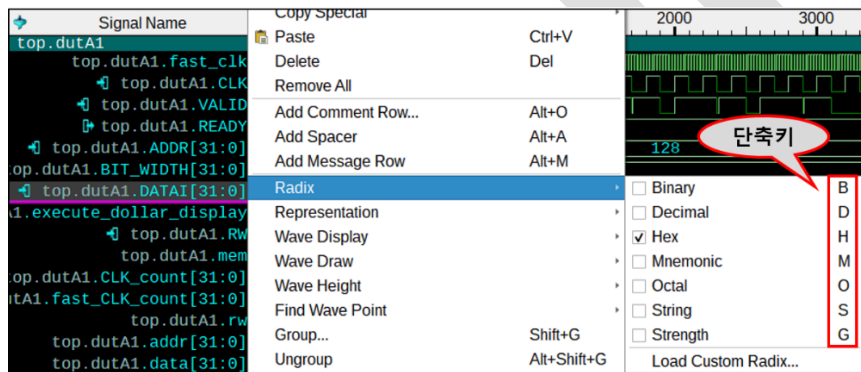 Signal Name
top.dutA1
top.dutA1.fast_clk
top.dutA1.CLK
top.dutA1.VALID
top.dutA1.READY
top.dutA1.ADDR[31:0]
top.dutA1.BIT_WIDTH[31:0]
top.dutA1.DATAI[31:0]
A1.execute_dollar_display
top.dutA1.RW
top.dutA1.mem
top.dutA1.CLK_count[31:0]
tA1.fast_CLK_count[31:0]
top.dutA1.rw
top.dutA1.addr[31:0]
top.dutA1.data[31:0]
Copy Special
Paste Ctrl+V
Delete Del
Remove All
Add Comment Row... Alt+O
Add Spacer Alt+A
Add Message Row Alt+M
Radix
Representation
Wave Display
Wave Draw
Wave Height
Find Wave Point
Group... Shift+G
Ungroup Alt+Shift+G
2000 3000
128
단축키
Binary B
Decimal D
Hex H
Mnemonic M
Octal O
String S
Strength G
Load Custom Radix...